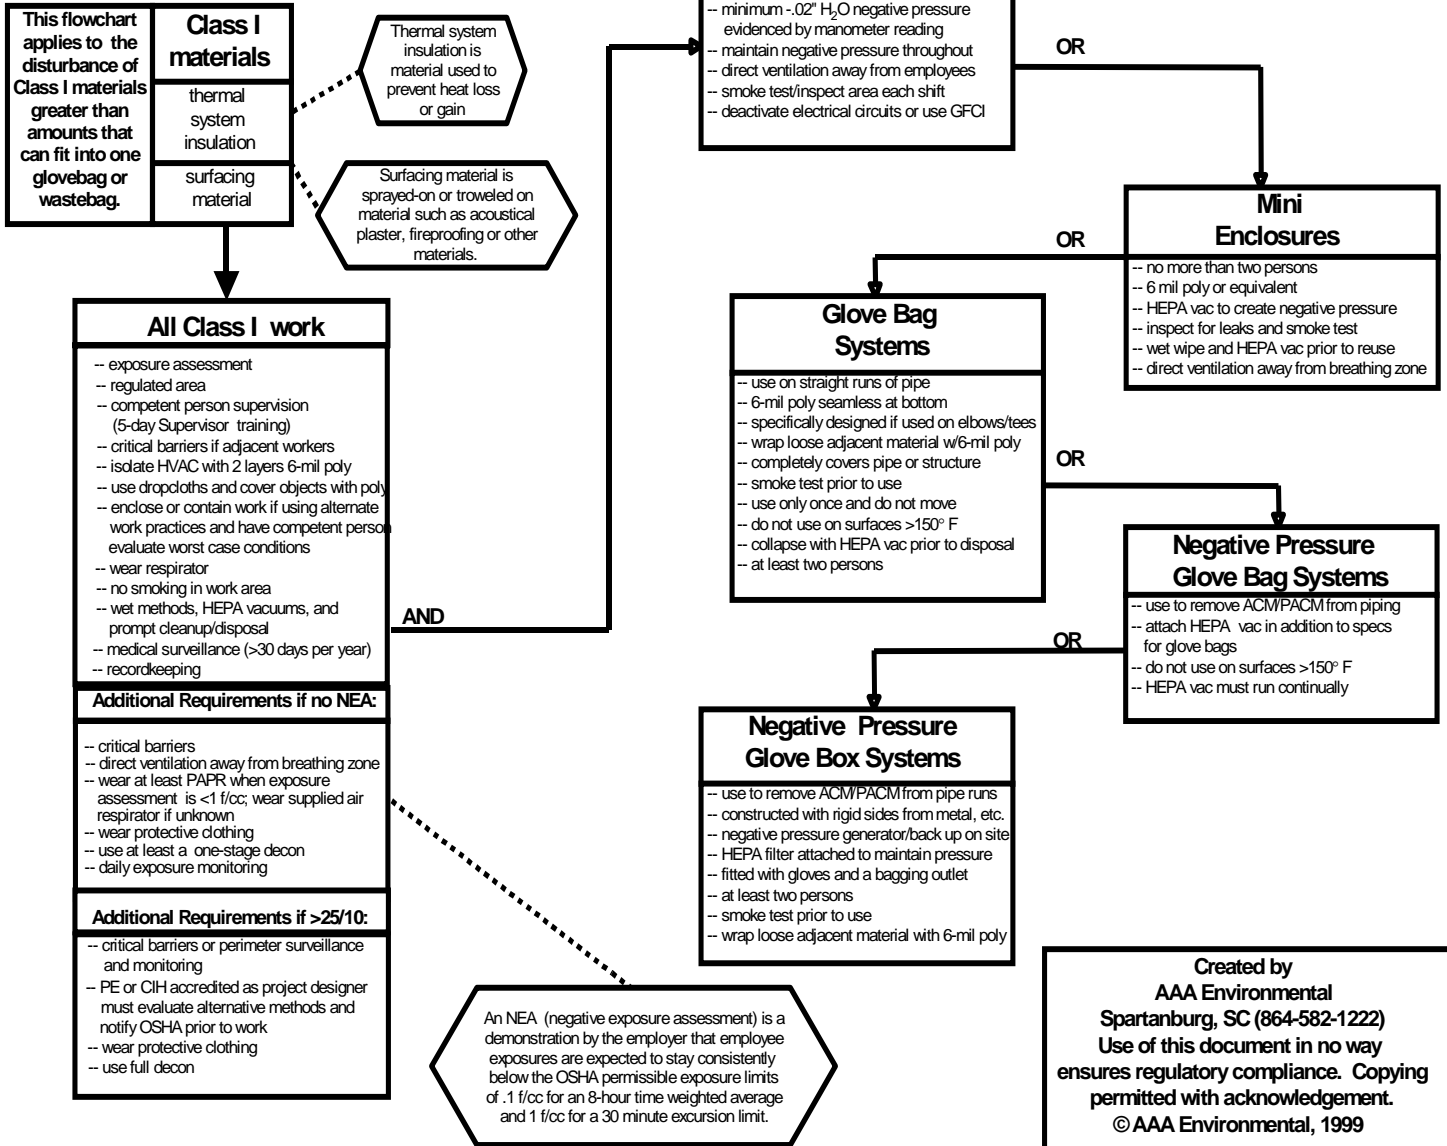 This flowchart
applies to the
disturbance of
Class I materials
greater than
amounts that
can fit into one
glovebag or
wastebag.
Class I
materials
thermal
system
insulation
surfacing
material
Thermal system
insulation is
material used to
prevent heat loss
or gain
Surfacing material is
sprayed-on or troweled on
material such as acoustical
plaster, fireproofing or other
materials.
All Class I work
-- exposure assessment
-- regulated area
-- competent person supervision
(5-day Supervisor training)
-- critical barriers if adjacent workers
-- isolate HVAC with 2 layers 6-mil poly
-- use dropcloths and cover objects with poly
-- enclose or contain work if using alternate
work practices and have competent person
evaluate worst case conditions
-- wear respirator
-- no smoking in work area
-- wet methods, HEPA vacuums, and
prompt cleanup/disposal
-- medical surveillance (>30 days per year)
-- recordkeeping
Additional Requirements if no NEA:
-- critical barriers
-- direct ventilation away from breathing zone
-- wear at least PAPR when exposure
assessment is <1 f/cc; wear supplied air
respirator if unknown
-- wear protective clothing
-- use at least a one-stage decon
-- daily exposure monitoring
Additional Requirements if >25/10:
-- critical barriers or perimeter surveillance
and monitoring
-- PE or CIH accredited as project designer
must evaluate alternative methods and
notify OSHA prior to work
-- wear protective clothing
-- use full decon
AND
-- minimum -.02" H₂O negative pressure
evidenced by manometer reading
-- maintain negative pressure throughout
-- direct ventilation away from employees
-- smoke test/inspect area each shift
-- deactivate electrical circuits or use GFCI
OR
Mini
Enclosures
-- no more than two persons
-- 6 mil poly or equivalent
-- HEPA vac to create negative pressure
-- inspect for leaks and smoke test
-- wet wipe and HEPA vac prior to reuse
-- direct ventilation away from breathing zone
OR
Glove Bag
Systems
-- use on straight runs of pipe
-- 6-mil poly seamless at bottom
-- specifically designed if used on elbows/tees
-- wrap loose adjacent material w/6-mil poly
-- completely covers pipe or structure
-- smoke test prior to use
-- use only once and do not move
-- do not use on surfaces >150° F
-- collapse with HEPA vac prior to disposal
-- at least two persons
OR
Negative Pressure
Glove Bag Systems
-- use to remove ACM/PACM from piping
-- attach HEPA vac in addition to specs
for glove bags
-- do not use on surfaces >150° F
-- HEPA vac must run continually
OR
Negative Pressure
Glove Box Systems
-- use to remove ACM/PACM from pipe runs
-- constructed with rigid sides from metal, etc.
-- negative pressure generator/back up on site
-- HEPA filter attached to maintain pressure
-- fitted with gloves and a bagging outlet
-- at least two persons
-- smoke test prior to use
-- wrap loose adjacent material with 6-mil poly
An NEA (negative exposure assessment) is a
demonstration by the employer that employee
exposures are expected to stay consistently
below the OSHA permissible exposure limits
of .1 f/cc for an 8-hour time weighted average
and 1 f/cc for a 30 minute excursion limit.
Created by
AAA Environmental
Spartanburg, SC (864-582-1222)
Use of this document in no way
ensures regulatory compliance. Copying
permitted with acknowledgement.
© AAA Environmental, 1999